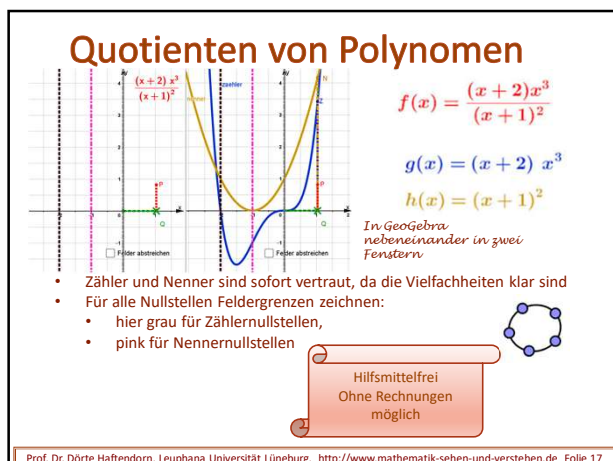 Quotienten von Polynomen
(x+2) x³
(x+1)²
nenner
zaehler
N
Z
P
Q
P
Q
Felder abstreichen
Felder abstreichen
f(x) = (x+2)x³ / (x+1)²
g(x) = (x+2) x³
h(x) = (x+1)²
In GeoGebra
nebeneinander in zwei
Fenstern
• Zähler und Nenner sind sofort vertraut, da die Vielfachheiten klar sind
• Für alle Nullstellen Feldergrenzen zeichnen:
• hier grau für Zählernullstellen,
• pink für Nennernullstellen
Hilfsmittelfrei
Ohne Rechnungen
möglich
Prof. Dr. Dörte Haftendorn, Leuphana Universität Lüneburg, http://www.mathematik-sehen-und-verstehen.de Folie 17